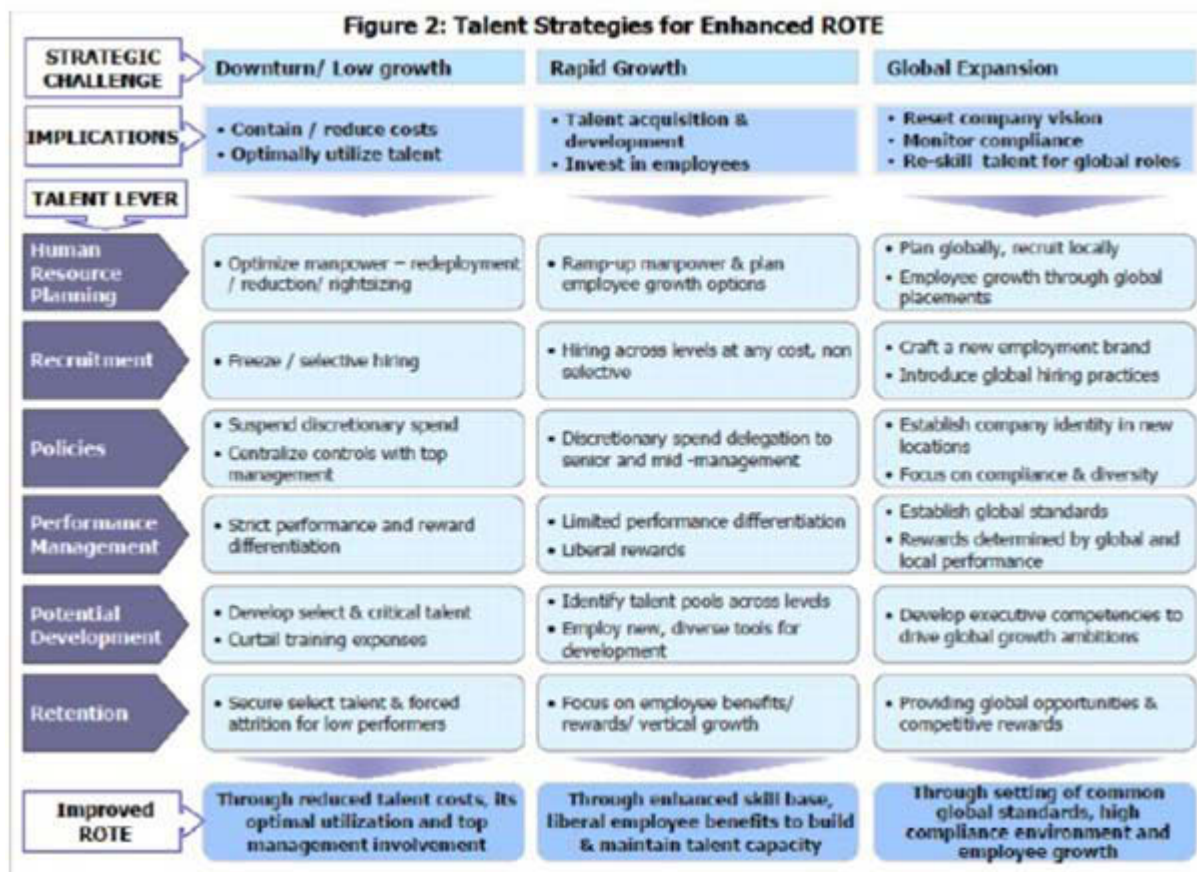 Figure 2: Talent Strategies for Enhanced ROTE
STRATEGIC
CHALLENGE
Downturn/ Low growth
Rapid Growth
Global Expansion
IMPLICATIONS
• Contain / reduce costs
• Optimally utilize talent
• Talent acquisition &
development
• Invest in employees
• Reset company vision
• Monitor compliance
• Re-skill talent for global roles
TALENT LEVER
Human
Resource
Planning
• Optimize manpower – redeployment
/ reduction/ rightsizing
• Ramp-up manpower & plan
employee growth options
• Plan globally, recruit locally
• Employee growth through global
placements
Recruitment
• Freeze / selective hiring
• Hiring across levels at any cost, non
selective
• Craft a new employment brand
• Introduce global hiring practices
Policies
• Suspend discretionary spend
• Centralize controls with top
management
• Discretionary spend delegation to
senior and mid -management
• Establish company identity in new
locations
• Focus on compliance & diversity
Performance
Management
• Strict performance and reward
differentiation
• Limited performance differentiation
• Liberal rewards
• Establish global standards
• Rewards determined by global and
local performance
Potential
Development
• Develop select & critical talent
• Curtail training expenses
• Identify talent pools across levels
• Employ new, diverse tools for
development
• Develop executive competencies to
drive global growth ambitions
Retention
• Secure select talent & forced
attrition for low performers
• Focus on employee benefits/
rewards/ vertical growth
• Providing global opportunities &
competitive rewards
Improved
ROTE
Through reduced talent costs, its
optimal utilization and top
management involvement
Through enhanced skill base,
liberal employee benefits to build
& maintain talent capacity
Through setting of common
global standards, high
compliance environment and
employee growth